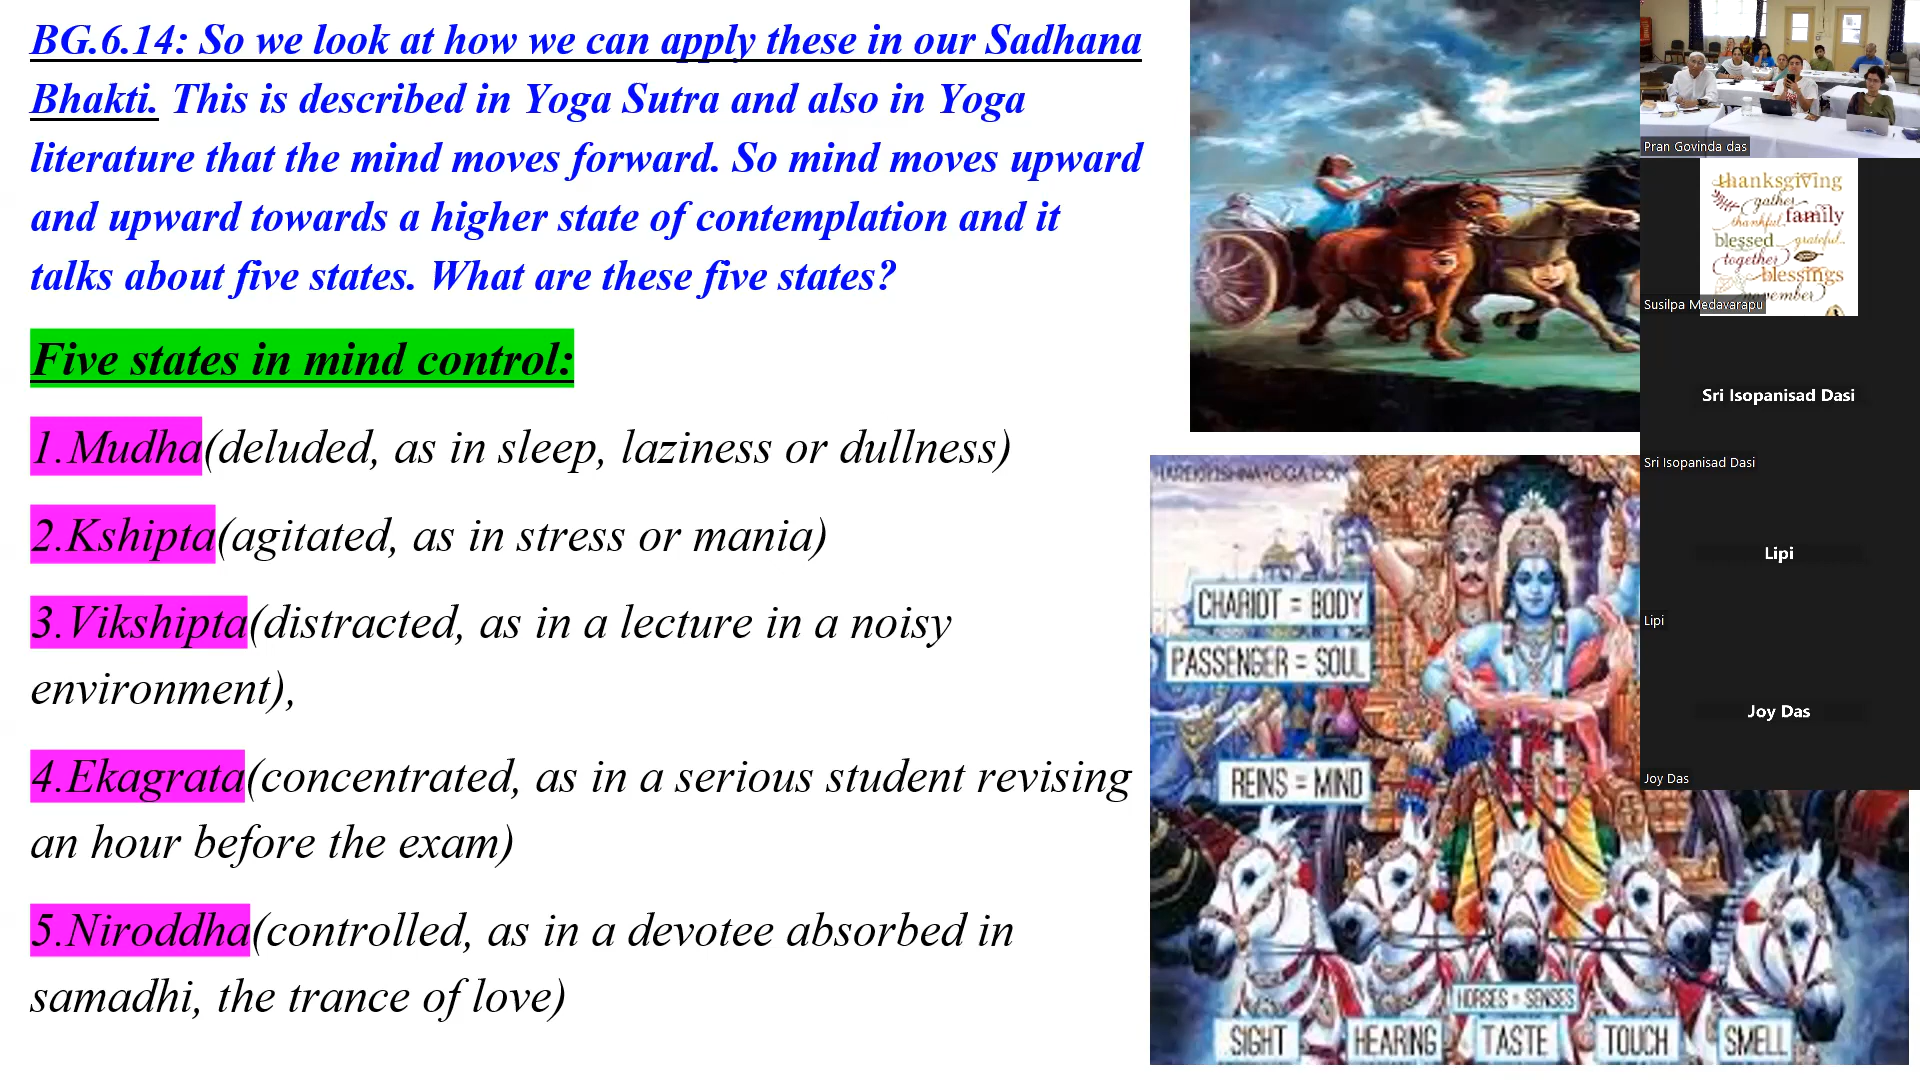 BG.6.14: So we look at how we can apply these in our Sadhana
Bhakti. This is described in Yoga Sutra and also in Yoga
literature that the mind moves forward. So mind moves upward
and upward towards a higher state of contemplation and it
talks about five states. What are these five states?
Five states in mind control:
1.Mudha(deluded, as in sleep, laziness or dullness)
2.Kshipta(agitated, as in stress or mania)
3.Vikshipta(distracted, as in a lecture in a noisy
environment),
4.Ekagrata(concentrated, as in a serious student revising
an hour before the exam)
5.Niroddha(controlled, as in a devotee absorbed in
samadhi, the trance of love)
HAREKRISHNAYOGA.COM
CHARIOT = BODY
PASSENGER = SOUL
REINS = MIND
HORSES = SENSES
SIGHT
HEARING
TASTE
TOUCH
SMELL
Pran Govinda das
thanksgiving
gather
thankful family
blessed grateful
together
blessings
november
Susilpa Medavarapu
Sri Isopanisad Dasi
Sri Isopanisad Dasi
Lipi
Lipi
Joy Das
Joy Das